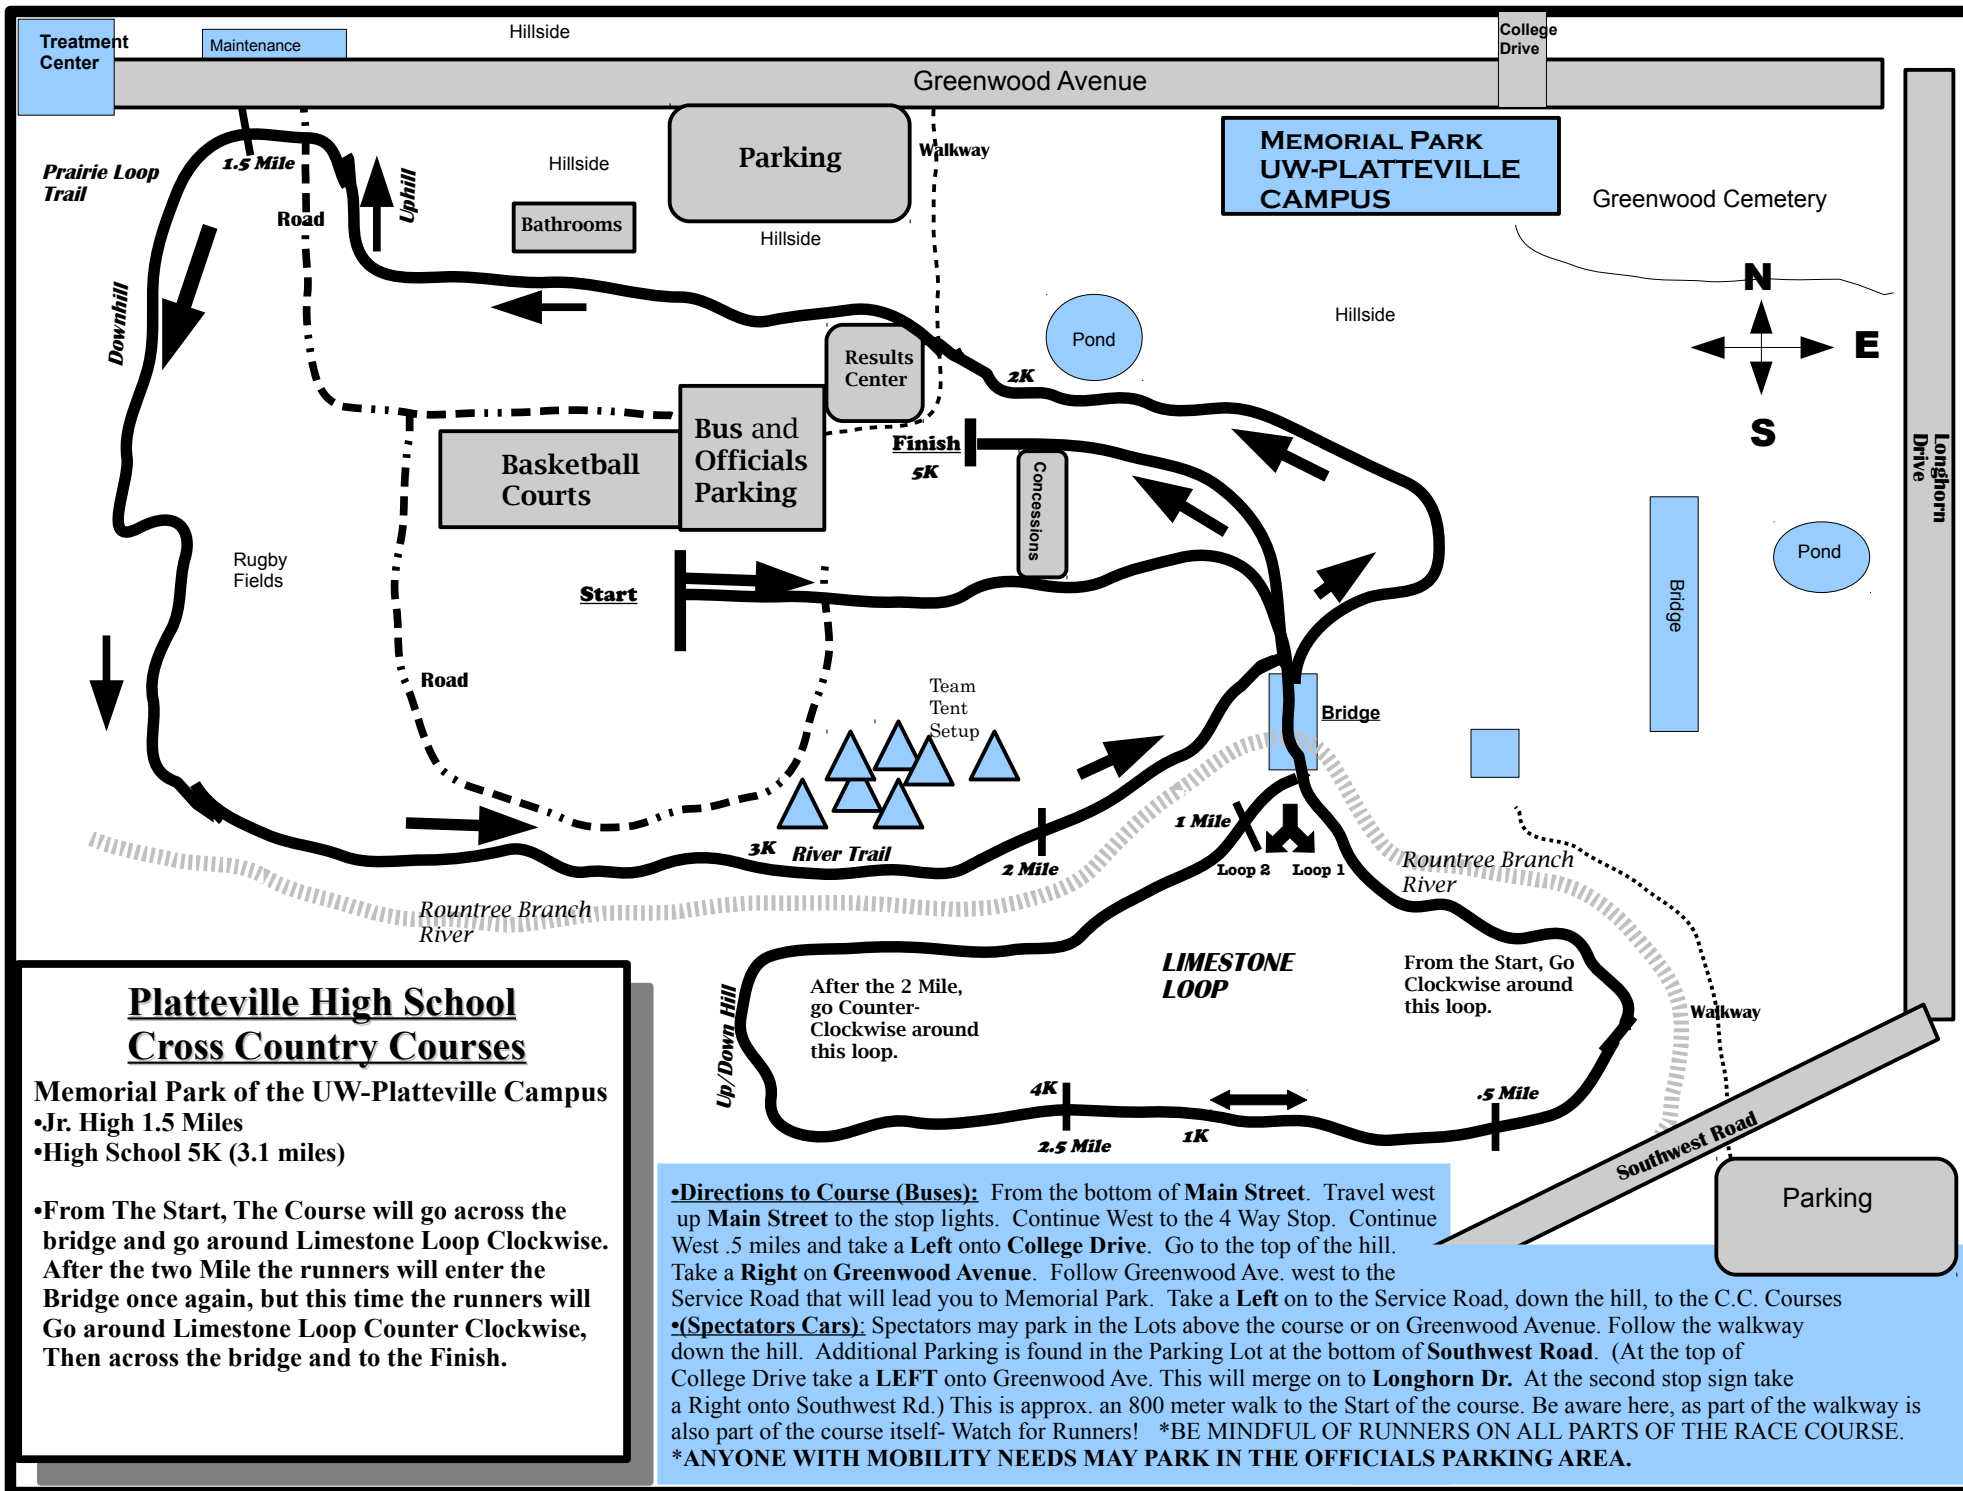 Treatment
Center
Maintenance
Hillside
College
Drive
Greenwood Avenue
Prairie Loop
Trail
1.5 Mile
Road
Uphill
Downhill
Hillside
Bathrooms
Parking
Hillside
Walkway
Memorial Park
UW-PLATTEVILLE
CAMPUS
Greenwood Cemetery
Hillside
Pond
N
E
S
Longhorn
Drive
Results
Center
2K
Bus and
Officials
Parking
Basketball
Courts
Finish
5K
Concessions
Rugby
Fields
Start
Pond
Bridge
Road
Team
Tent
Setup
Bridge
3K
River Trail
2 Mile
1 Mile
Loop 2
Loop 1
Rountree Branch
River
Rountree Branch
River
LIMESTONE
LOOP
After the 2 Mile,
go Counter-
Clockwise around
this loop.
From the Start, Go
Clockwise around
this loop.
Walkway
Up/Down Hill
4K
2.5 Mile
1K
.5 Mile
Southwest Road
Parking
Platteville High School
Cross Country Courses
Memorial Park of the UW-Platteville Campus
•Jr. High 1.5 Miles
•High School 5K (3.1 miles)
•From The Start, The Course will go across the
bridge and go around Limestone Loop Clockwise.
After the two Mile the runners will enter the
Bridge once again, but this time the runners will
Go around Limestone Loop Counter Clockwise,
Then across the bridge and to the Finish.
•Directions to Course (Buses): From the bottom of Main Street. Travel west
up Main Street to the stop lights. Continue West to the 4 Way Stop. Continue
West .5 miles and take a Left onto College Drive. Go to the top of the hill.
Take a Right on Greenwood Avenue. Follow Greenwood Ave. west to the
Service Road that will lead you to Memorial Park. Take a Left on to the Service Road, down the hill, to the C.C. Courses
•(Spectators Cars): Spectators may park in the Lots above the course or on Greenwood Avenue. Follow the walkway
down the hill. Additional Parking is found in the Parking Lot at the bottom of Southwest Road. (At the top of
College Drive take a LEFT onto Greenwood Ave. This will merge on to Longhorn Dr. At the second stop sign take
a Right onto Southwest Rd.) This is approx. an 800 meter walk to the Start of the course. Be aware here, as part of the walkway is
also part of the course itself- Watch for Runners! *BE MINDFUL OF RUNNERS ON ALL PARTS OF THE RACE COURSE.
*ANYONE WITH MOBILITY NEEDS MAY PARK IN THE OFFICIALS PARKING AREA.